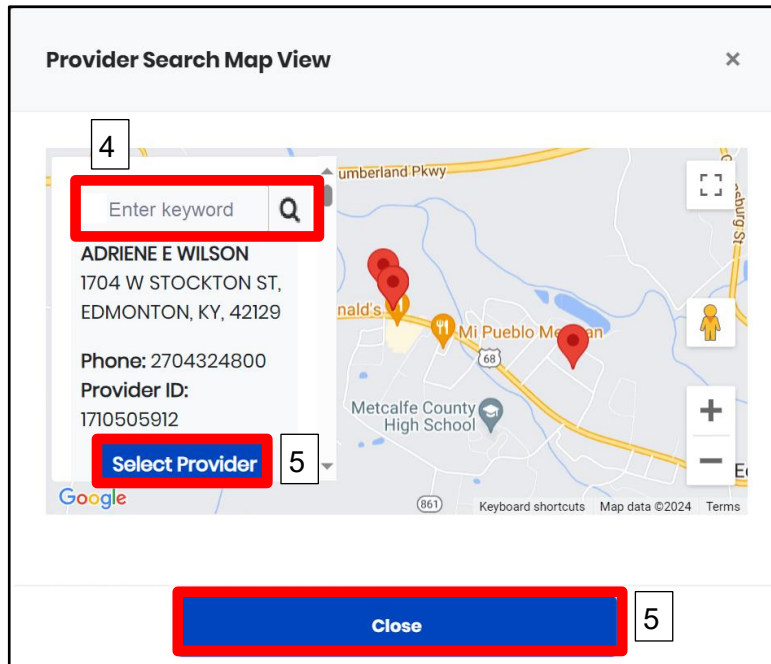 Provider Search Map View
×
4
Enter keyword
ADRIENE E WILSON
1704 W STOCKTON ST,
EDMONTON, KY, 42129
Phone: 2704324800
Provider ID:
1710505912
Select Provider
5
umberland Pkwy
sburg St
nald's
Mi Pueblo Me an
68
Metcalfe County
High School
861
Google
Keyboard shortcuts
Map data ©2024
Terms
Close
5